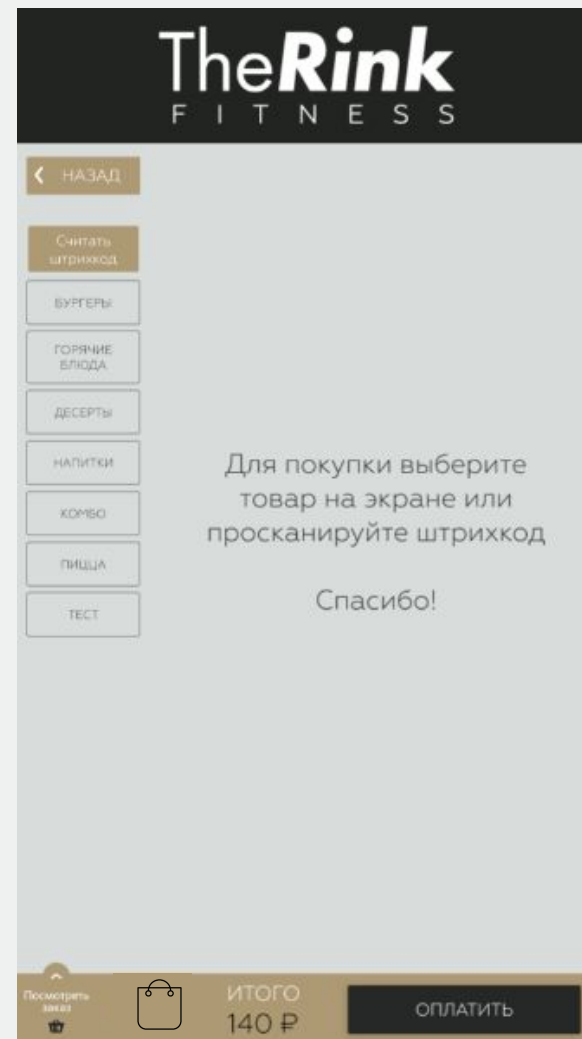 TheRink
FITNESS
НАЗАД
Считать
штрихкод
БУРГЕРЫ
ГОРЯЧИЕ
БЛЮДА
ДЕСЕРТЫ
НАПИТКИ
КОМБО
ПИЦЦА
ТЕСТ
Для покупки выберите
товар на экране или
просканируйте штрихкод
Спасибо!
Посмотреть
заказ
ИТОГО
140 ₽
ОПЛАТИТЬ